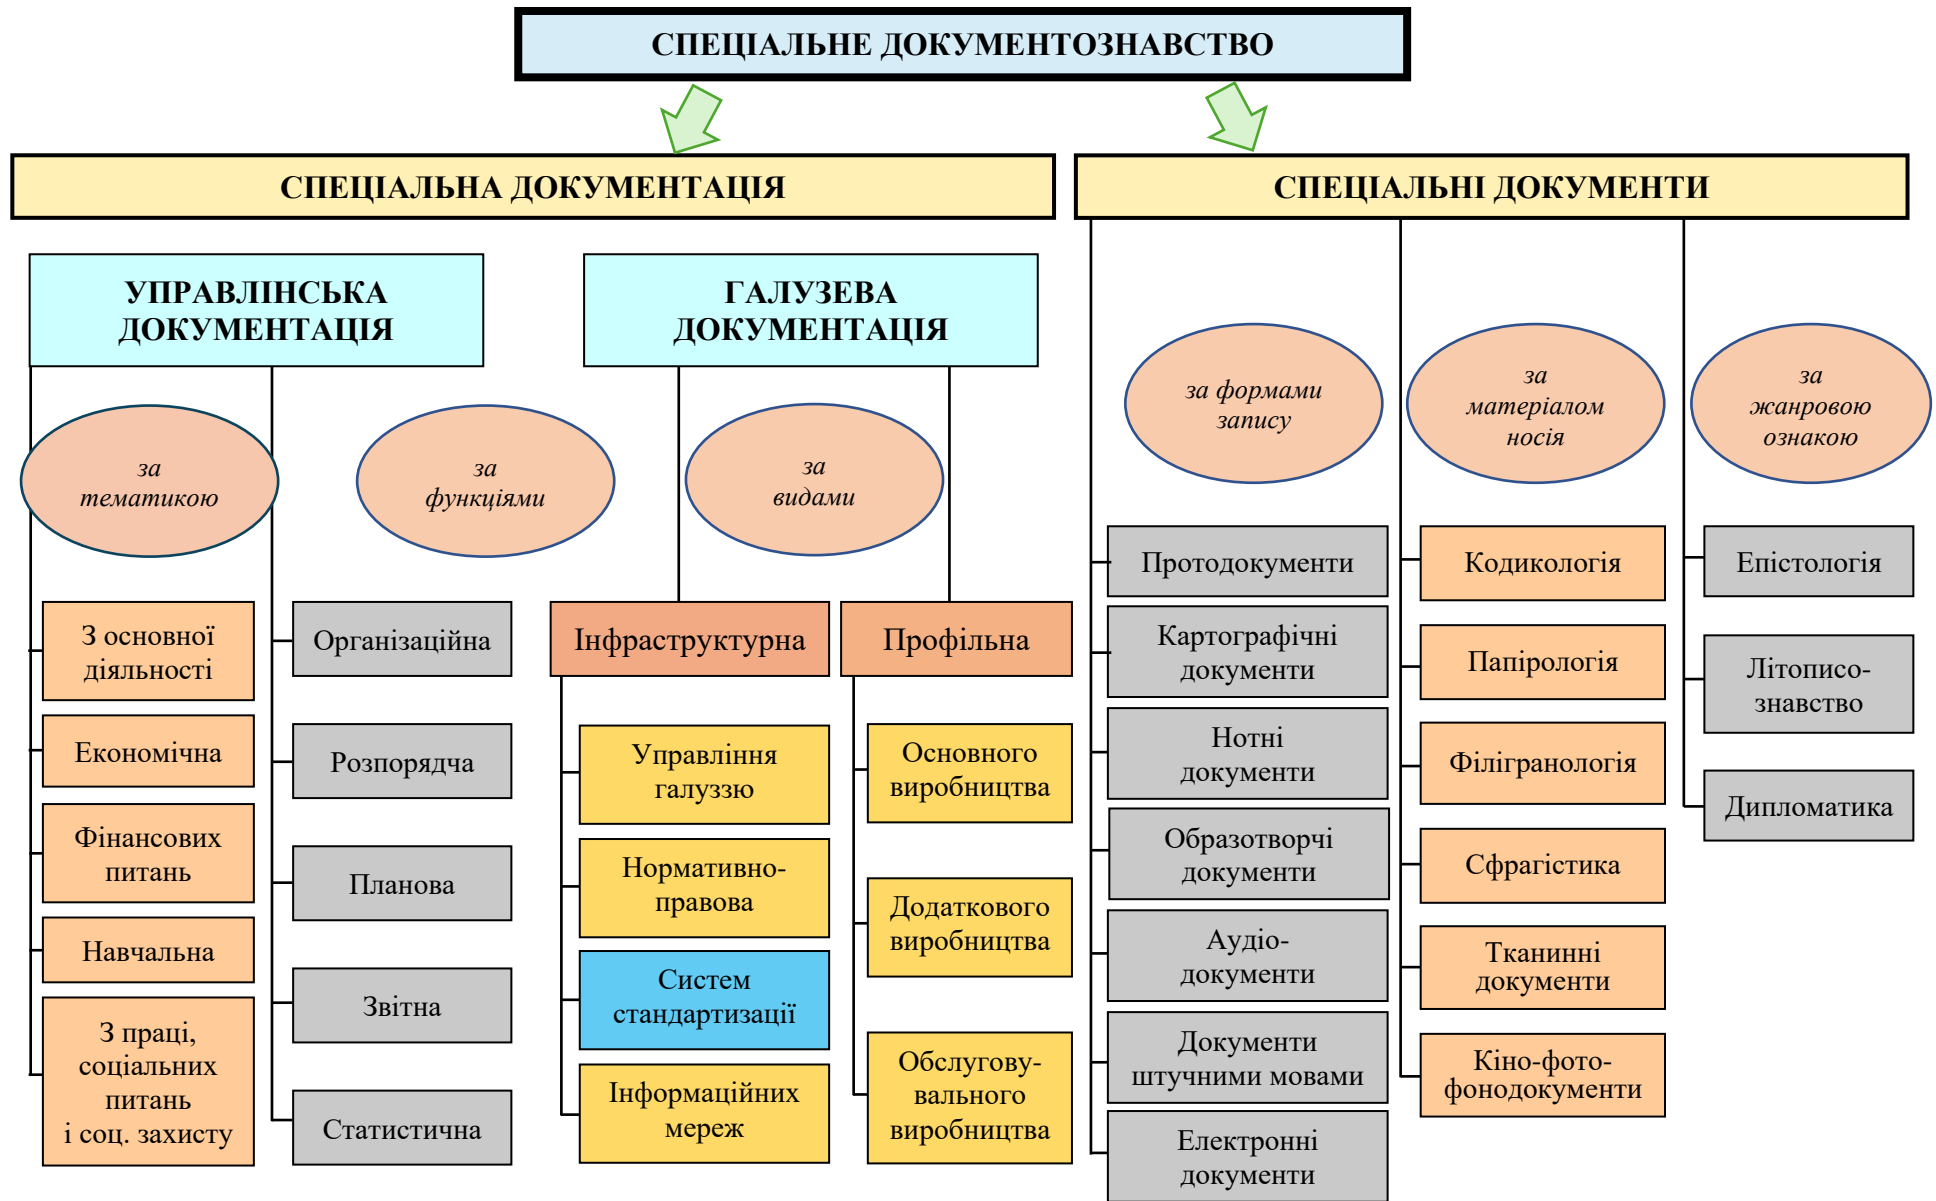 СПЕЦІАЛЬНЕ ДОКУМЕНТОЗНАВСТВО
СПЕЦІАЛЬНА ДОКУМЕНТАЦІЯ
СПЕЦІАЛЬНІ ДОКУМЕНТИ
УПРАВЛІНСЬКА
ДОКУМЕНТАЦІЯ
ГАЛУЗЕВА
ДОКУМЕНТАЦІЯ
за
тематикою
за
функціями
за
видами
за формами
запису
за
матеріалом
носія
за
жанровою
ознакою
З основної
діяльності
Економічна
Фінансових
питань
Навчальна
З праці,
соціальних
питань
і соц. захисту
Організаційна
Розпорядча
Планова
Звітна
Статистична
Інфраструктурна
Управління
галуззю
Нормативно-
правова
Систем
стандартизації
Інформаційних
мереж
Профільна
Основного
виробництва
Додаткового
виробництва
Обслугову-
вального
виробництва
Протодокументи
Картографічні
документи
Нотні
документи
Образотворчі
документи
Аудіо-
документи
Документи
штучними мовами
Електронні
документи
Кодикологія
Папірологія
Філігранологія
Сфрагістика
Тканинні
документи
Кіно-фото-
фонодокументи
Епістологія
Літописо-
знавство
Дипломатика